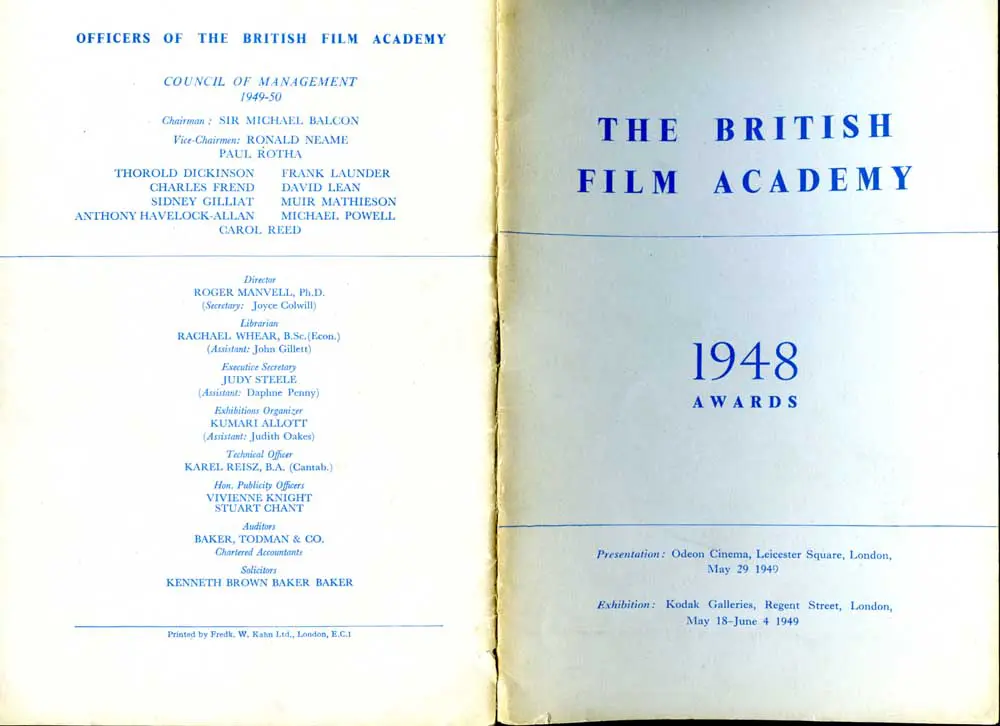 OFFICERS OF THE BRITISH FILM ACADEMY
COUNCIL OF MANAGEMENT
1949-50
Chairman: SIR MICHAEL BALCON
Vice-Chairmen: RONALD NEAME
PAUL ROTHA
THOROLD DICKINSON FRANK LAUNDER
CHARLES FREND DAVID LEAN
SIDNEY GILLIAT MUIR MATHIESON
ANTHONY HAVELOCK-ALLAN MICHAEL POWELL
CAROL REED
Director
ROGER MANVELL, Ph.D.
(Secretary: Joyce Colwill)
Librarian
RACHAEL WHEAR, B.Sc.(Econ.)
(Assistant: John Gillett)
Executive Secretary
JUDY STEELE
(Assistant: Daphne Penny)
Exhibitions Organizer
KUMARI ALLOTT
(Assistant: Judith Oakes)
Technical Officer
KAREL REISZ, B.A. (Cantab.)
Hon. Publicity Officers
VIVIENNE KNIGHT
STUART CHANT
Auditors
BAKER, TODMAN & CO.
Chartered Accountants
Solicitors
KENNETH BROWN BAKER BAKER
Printed by Fredk. W. Kahn Ltd., London, E.C.1
THE BRITISH
FILM ACADEMY
1948
AWARDS
Presentation: Odeon Cinema, Leicester Square, London,
May 29 1949
Exhibition: Kodak Galleries, Regent Street, London,
May 18-June 4 1949